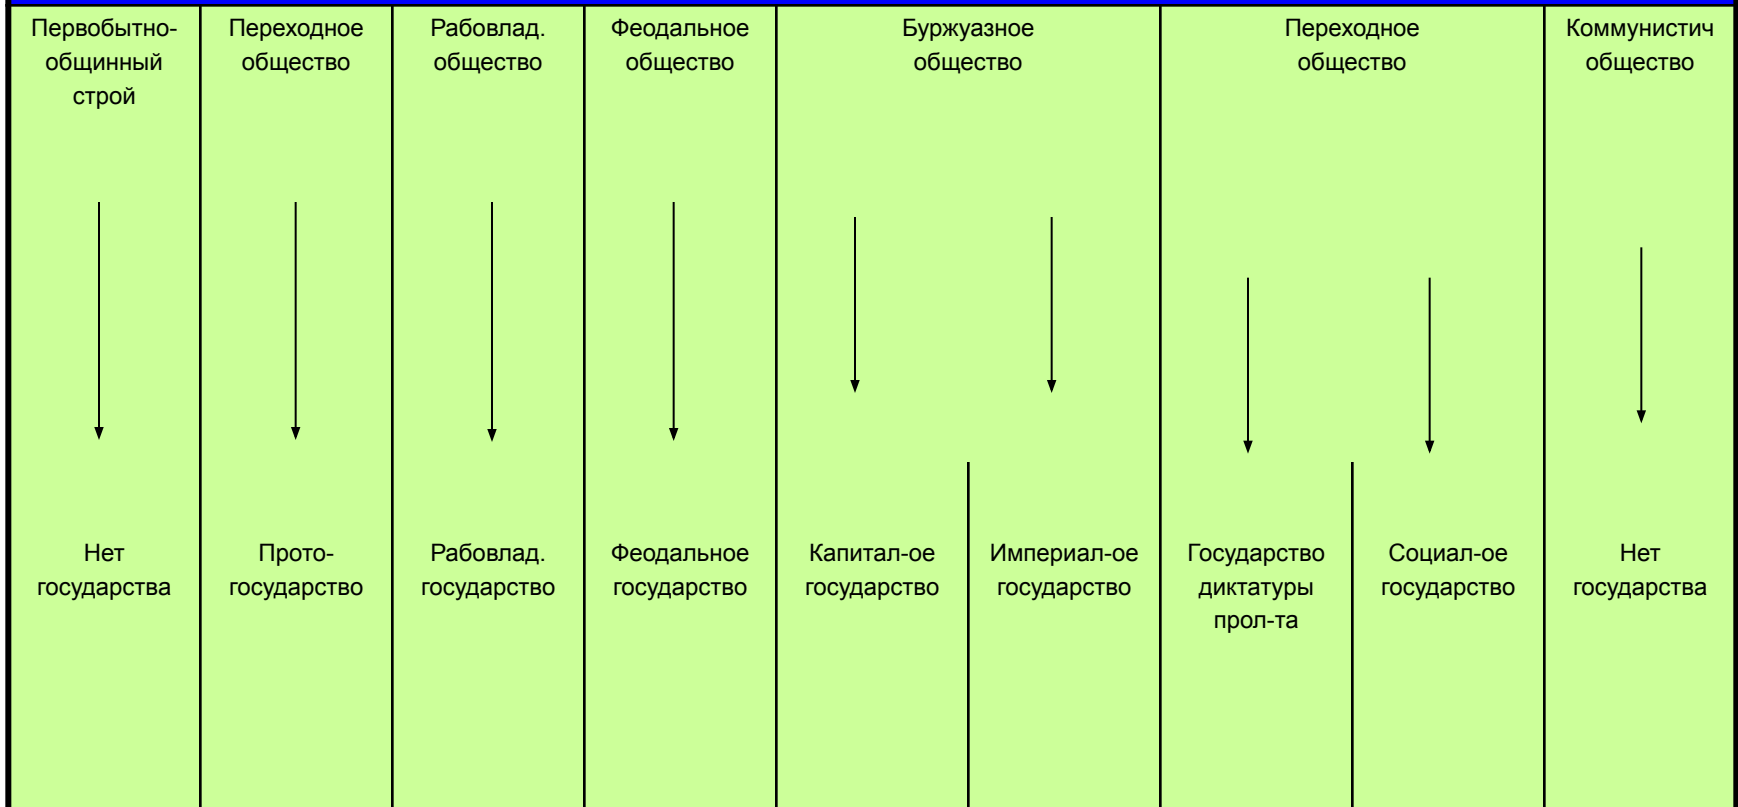 Первобытно-
общинный
строй
Переходное
общество
Рабовлад.
общество
Феодальное
общество
Буржуазное
общество
Переходное
общество
Коммунистич
общество
Нет
государства
Прото-
государство
Рабовлад.
государство
Феодальное
государство
Капитал-ое
государство
Империал-ое
государство
Государство
диктатуры
прол-та
Социал-ое
государство
Нет
государства